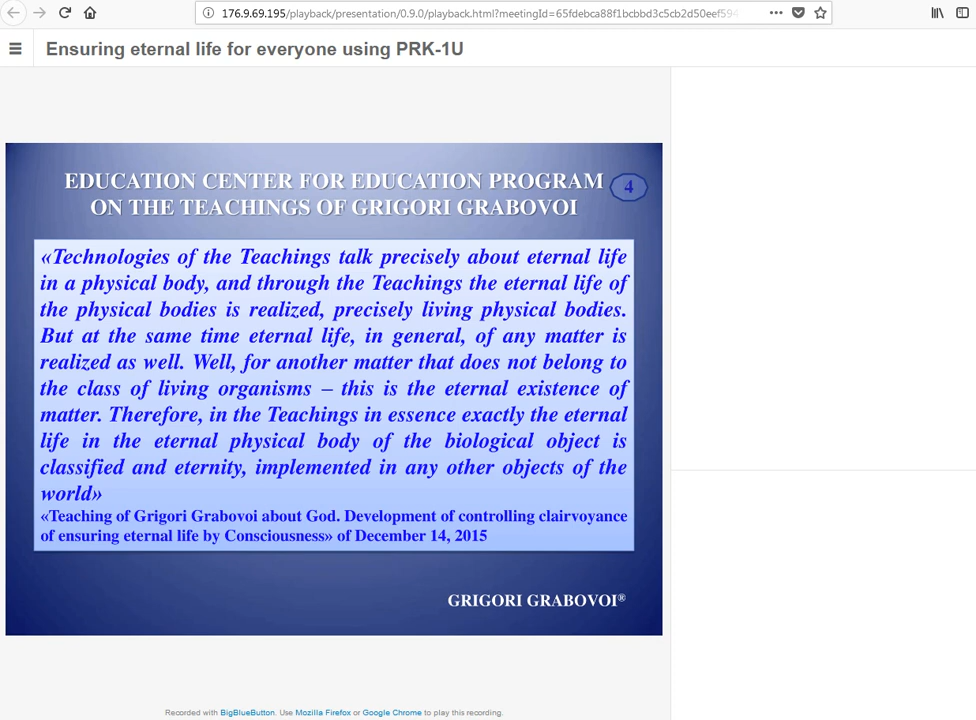 176.9.69.195/playback/presentation/0.9.0/playback.html?meetingId=65fdebca88f1bcbbd3c5cb2d50eef594
Ensuring eternal life for everyone using PRK-1U
EDUCATION CENTER FOR EDUCATION PROGRAM
ON THE TEACHINGS OF GRIGORI GRABOVOI
4
«Technologies of the Teachings talk precisely about eternal life
in a physical body, and through the Teachings the eternal life of
the physical bodies is realized, precisely living physical bodies.
But at the same time eternal life, in general, of any matter is
realized as well. Well, for another matter that does not belong to
the class of living organisms – this is the eternal existence of
matter. Therefore, in the Teachings in essence exactly the eternal
life in the eternal physical body of the biological object is
classified and eternity, implemented in any other objects of the
world»
«Teaching of Grigori Grabovoi about God. Development of controlling clairvoyance
of ensuring eternal life by Consciousness» of December 14, 2015
GRIGORI GRABOVOI®
Recorded with BigBlueButton. Use Mozilla Firefox or Google Chrome to play this recording.